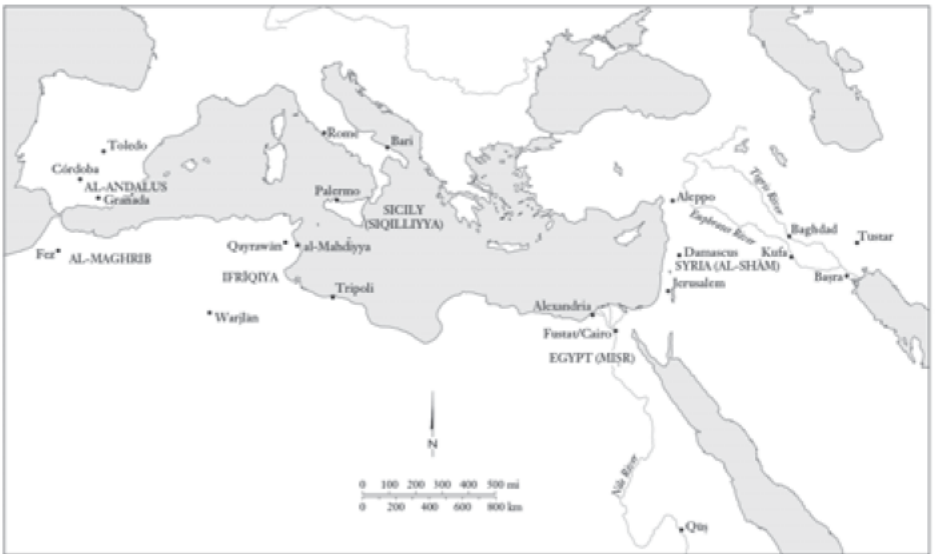 Rome
Bari
Toledo
Córdoba
AL-ANDALUS
Granada
Palermo
SICILY
(SIQILLIYYA)
Aleppo
Tigris River
Euphrates River
Baghdad
Tustar
Fez
AL-MAGHRIB
Qayrawān
al-Mahdiyya
Damascus
Kufa
SYRIA (AL-SHĀM)
Baṣra
IFRĪQIYA
Tripoli
Jerusalem
Warjlān
Alexandria
Fustat/Cairo
EGYPT (MIṢR)
N
Nile River
0 100 200 300 400 500 mi
0 200 400 600 800 km
Qūṣ